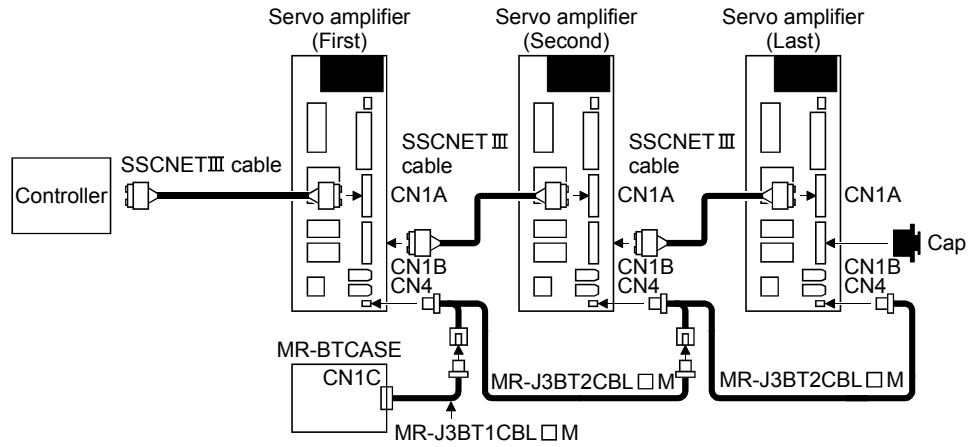 Servo amplifier
(First)
Servo amplifier
(Second)
Servo amplifier
(Last)
SSCNETⅢ cable
SSCNETⅢ
cable
SSCNETⅢ
cable
Controller
CN1A
CN1A
CN1A
Cap
CN1B
CN4
CN1B
CN4
CN1B
CN4
MR-BTCASE
CN1C
MR-J3BT2CBL□M
MR-J3BT2CBL□M
MR-J3BT1CBL□M